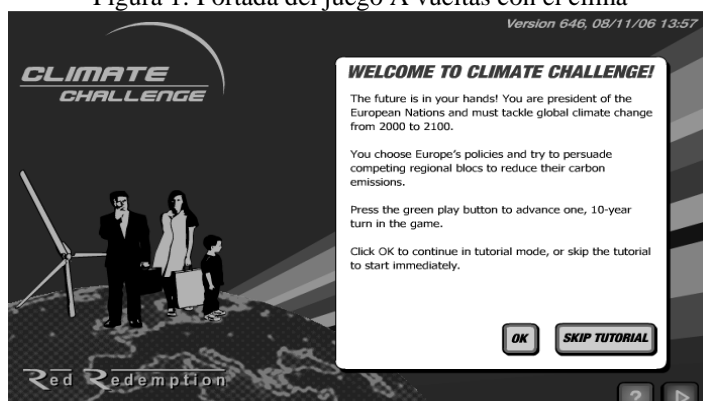 Figura 1. Portada del juego A vueltas con el clima
Version 646, 08/11/06 13:57
CLIMATE
CHALLENGE
WELCOME TO CLIMATE CHALLENGE!
The future is in your hands! You are president of the
European Nations and must tackle global climate change
from 2000 to 2100.
You choose Europe's policies and try to persuade
competing regional blocs to reduce their carbon
emissions.
Press the green play button to advance one, 10-year
turn in the game.
Click OK to continue in tutorial mode, or skip the tutorial
to start immediately.
OK
SKIP TUTORIAL
Red Redemption
?